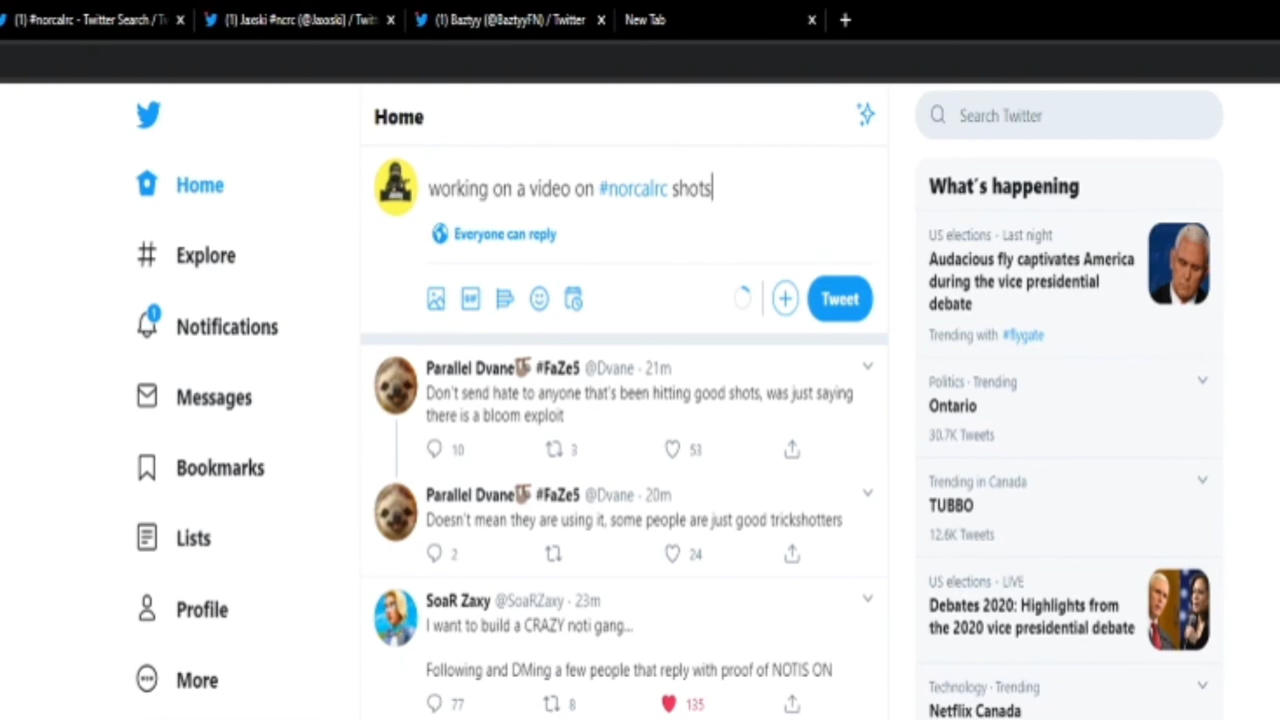 (1) #norcalrc - Twitter Search / Tw
(1) Jaxski #ncrc (@Jaxxski) / Twitt
(1) Baztyy (@BaztyyFN) / Twitter
New Tab
Home
Explore
Notifications
1
Messages
Bookmarks
Lists
Profile
More
Home
working on a video on #norcalrc shots
Everyone can reply
GIF
Tweet
Parallel Dvane #FaZe5 @Dvane · 21m
Don't send hate to anyone that's been hitting good shots, was just saying
there is a bloom exploit
10 3 53
Parallel Dvane #FaZe5 @Dvane · 20m
Doesn't mean they are using it, some people are just good trickshotters
2 24
SoaR Zaxy @SoaRZaxy · 23m
I want to build a CRAZY noti gang...
Following and DMing a few people that reply with proof of NOTIS ON
77 8 135
Search Twitter
What's happening
US elections · Last night
Audacious fly captivates America
during the vice presidential
debate
Trending with #flygate
Politics · Trending
Ontario
30.7K Tweets
Trending in Canada
TUBBO
12.6K Tweets
US elections · LIVE
Debates 2020: Highlights from
the 2020 vice presidential debate
Technology · Trending
Netflix Canada